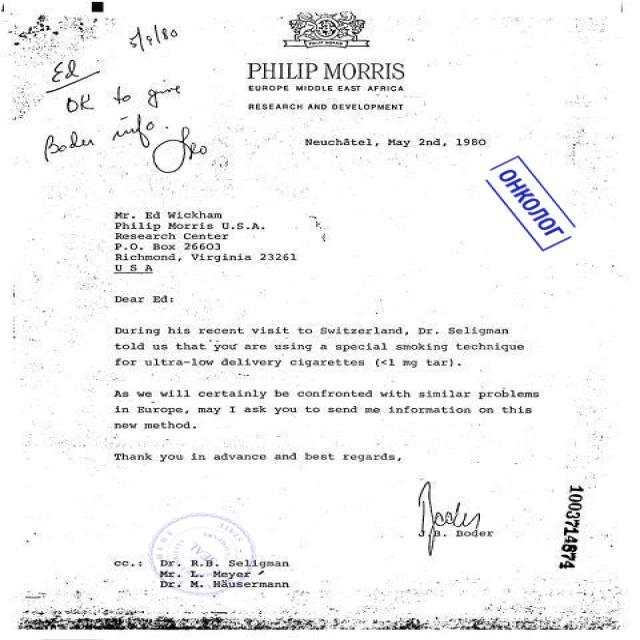 5/9/80
Ed
OK to give
Boder info.
Leo
PHILIP MORRIS
EUROPE MIDDLE EAST AFRICA
RESEARCH AND DEVELOPMENT
Neuchâtel, May 2nd, 1980
ОНКОЛОГ
Mr. Ed Wickham
Philip Morris U.S.A.
Research Center
P.O. Box 26603
Richmond, Virginia 23261
U S A
Dear Ed:
During his recent visit to Switzerland, Dr. Seligman
told us that you are using a special smoking technique
for ultra-low delivery cigarettes (<1 mg tar).
As we will certainly be confronted with similar problems
in Europe, may I ask you to send me information on this
new method.
Thank you in advance and best regards,
Boder
B. Boder
cc.: Dr. R.B. Seligman
Mr. L. Meyer
Dr. M. Häusermann
1003714874